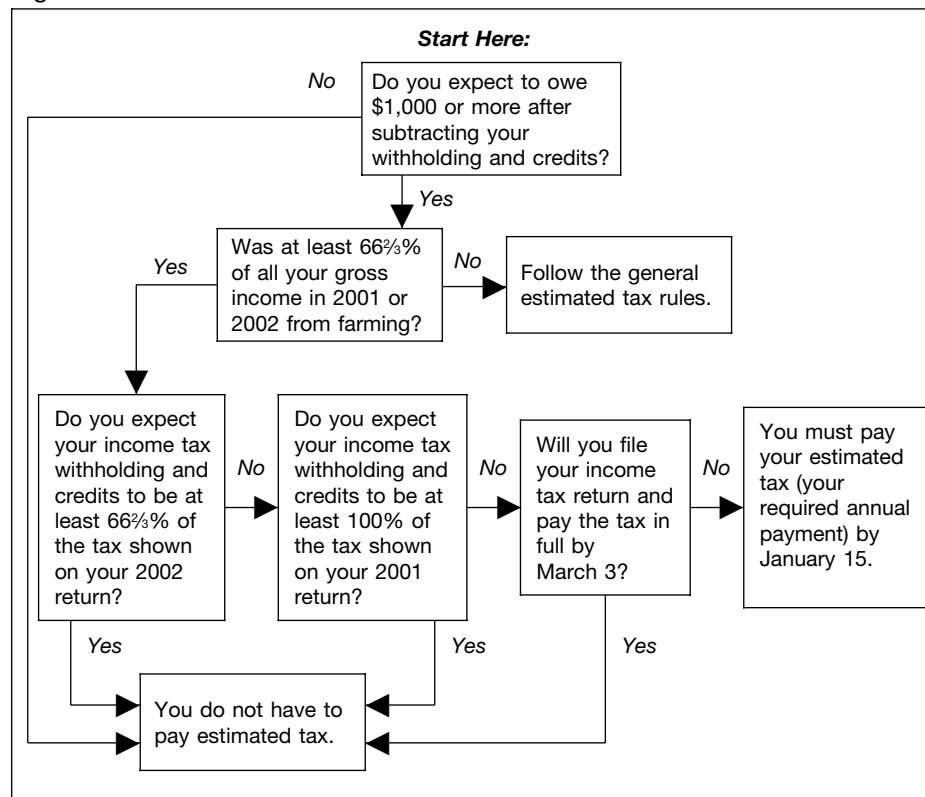 Start Here:
No
Do you expect to owe
$1,000 or more after
subtracting your
withholding and credits?
Yes
Was at least 66⅔%
of all your gross
income in 2001 or
2002 from farming?
Yes
No
Follow the general
estimated tax rules.
Do you expect
your income tax
withholding and
credits to be at
least 66⅔% of
the tax shown
on your 2002
return?
No
Do you expect
your income tax
withholding and
credits to be at
least 100% of
the tax shown
on your 2001
return?
No
Will you file
your income
tax return and
pay the tax in
full by
March 3?
No
You must pay
your estimated
tax (your
required annual
payment) by
January 15.
Yes
Yes
Yes
You do not have to
pay estimated tax.